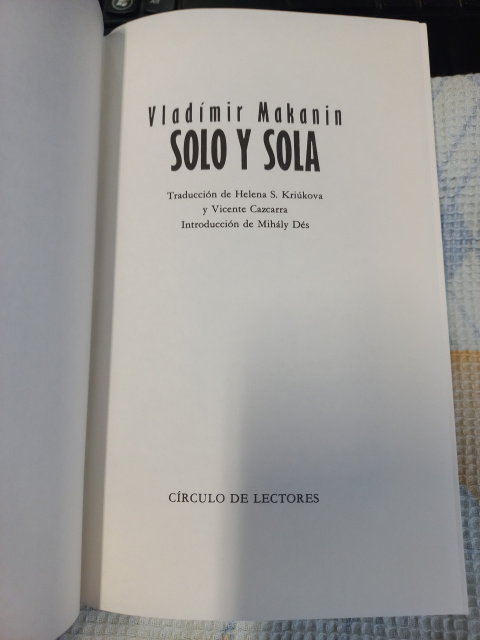 Vladímir Makanin
SOLO Y SOLA
Traducción de Helena S. Kriúkova
y Vicente Cazcarra
Introducción de Mihály Dés
CÍRCULO DE LECTORES